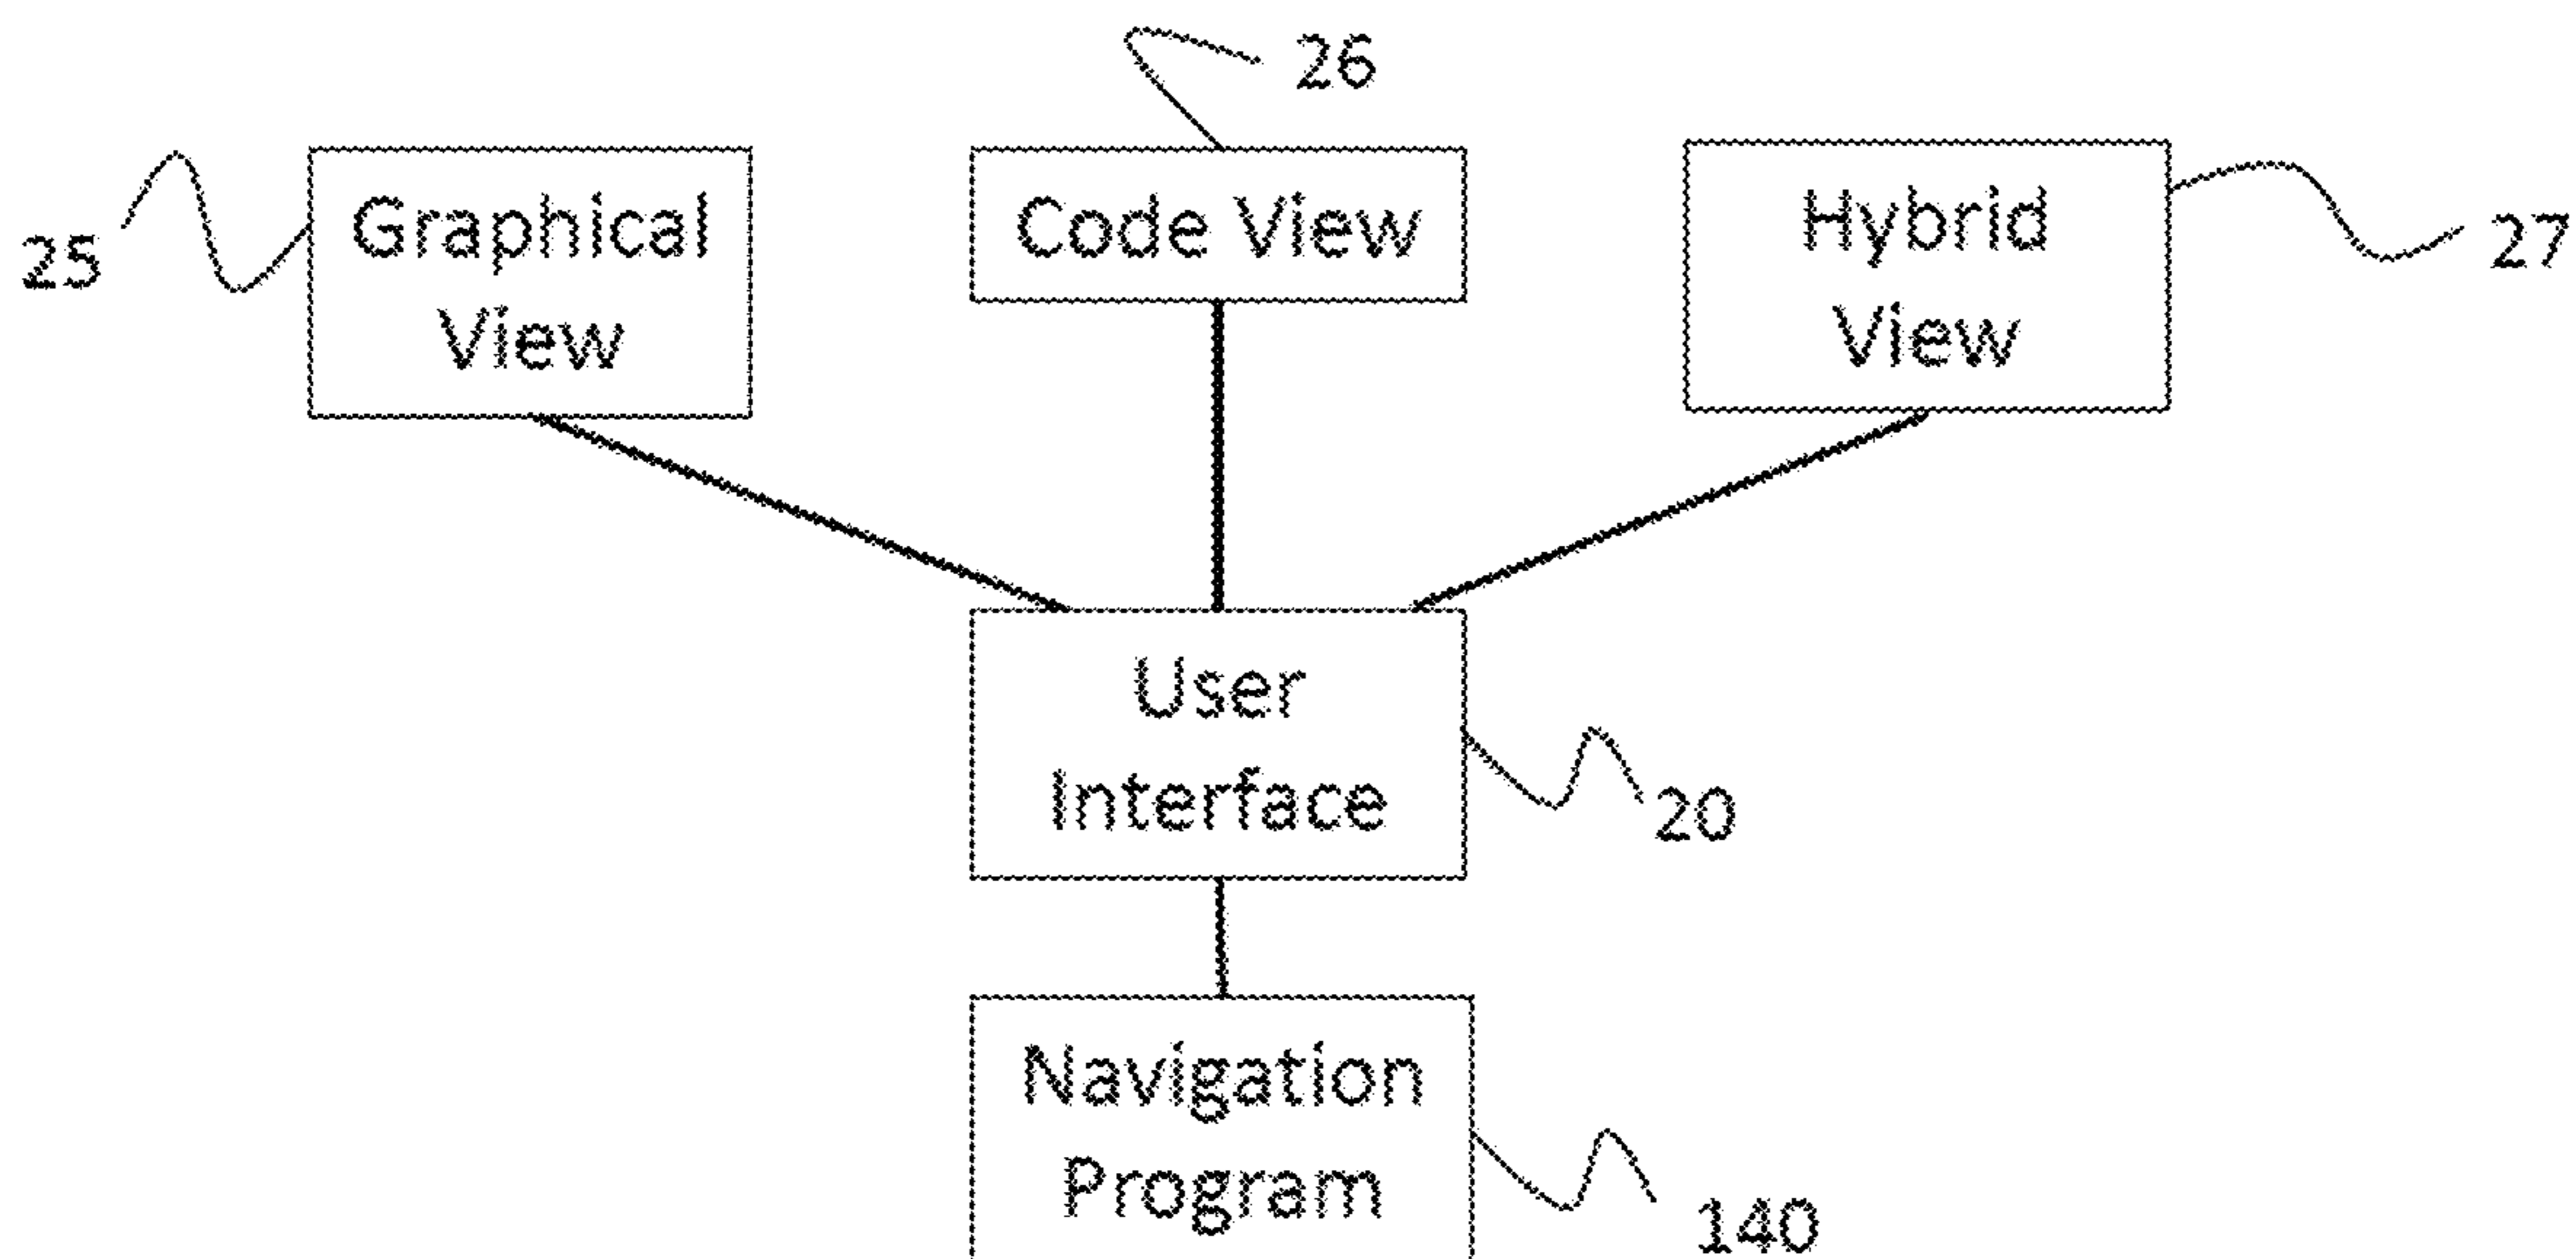 26
25
Graphical
View
Code View
Hybrid
View
27
User
Interface
20
Navigation
Program
140